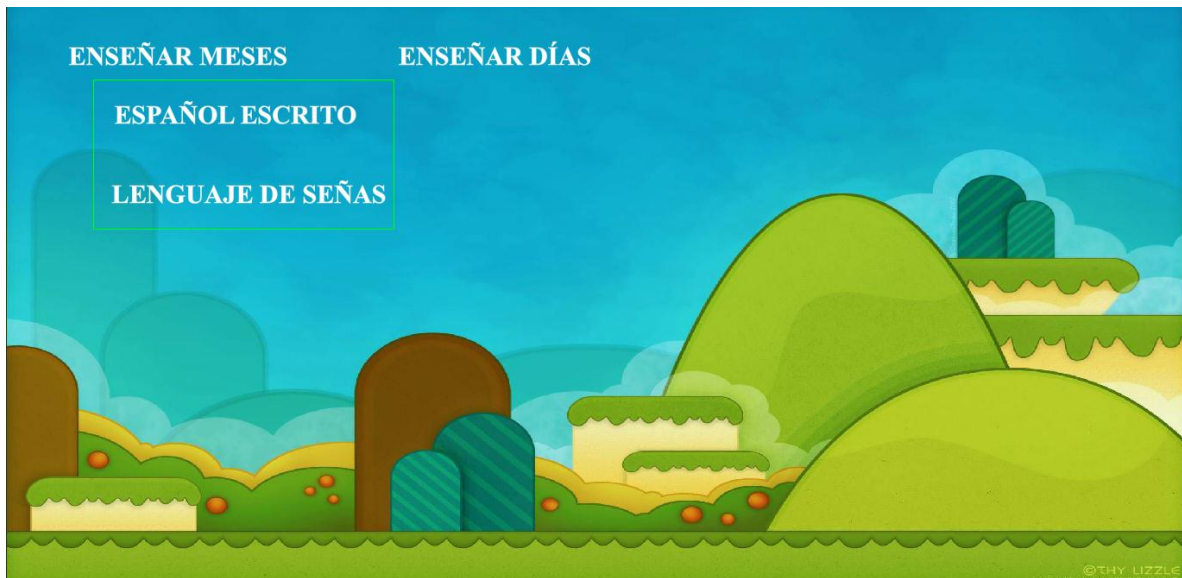 ENSEÑAR MESES ENSEÑAR DÍAS
ESPAÑOL ESCRITO
LENGUAJE DE SEÑAS
©THY LIZZLE